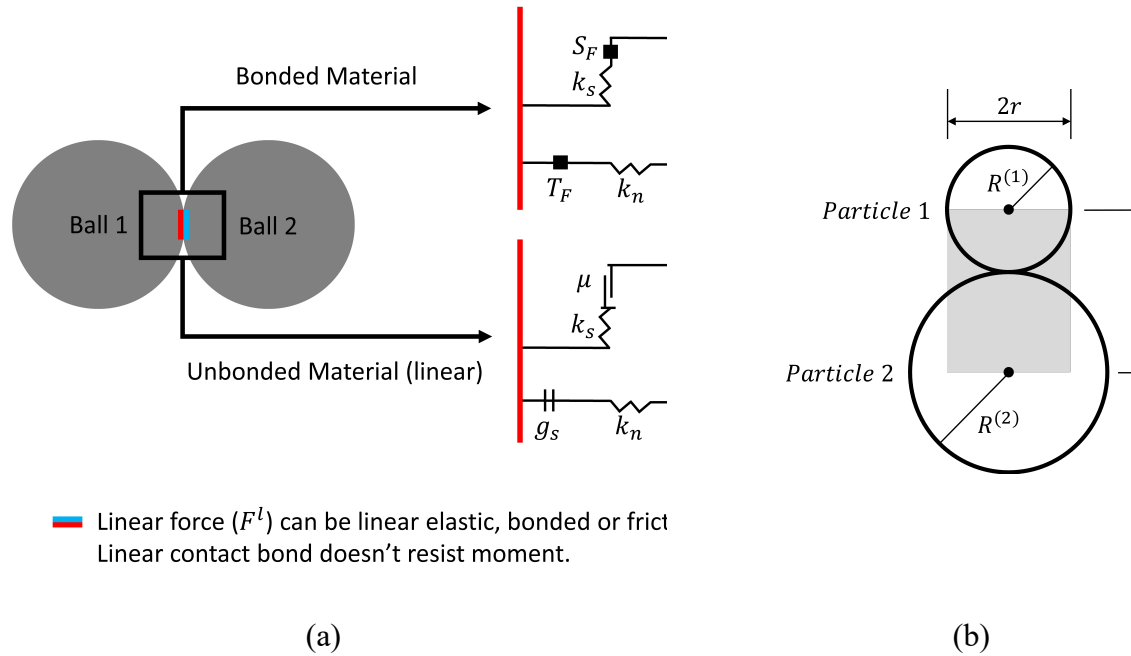 Bonded Material
S_F
k_s
T_F
k_n
Ball 1
Ball 2
μ
k_s
Unbonded Material (linear)
g_s
k_n
Linear force (F^l) can be linear elastic, bonded or frict
Linear contact bond doesn't resist moment.
(a)
2r
R^(1)
Particle 1
Particle 2
R^(2)
(b)